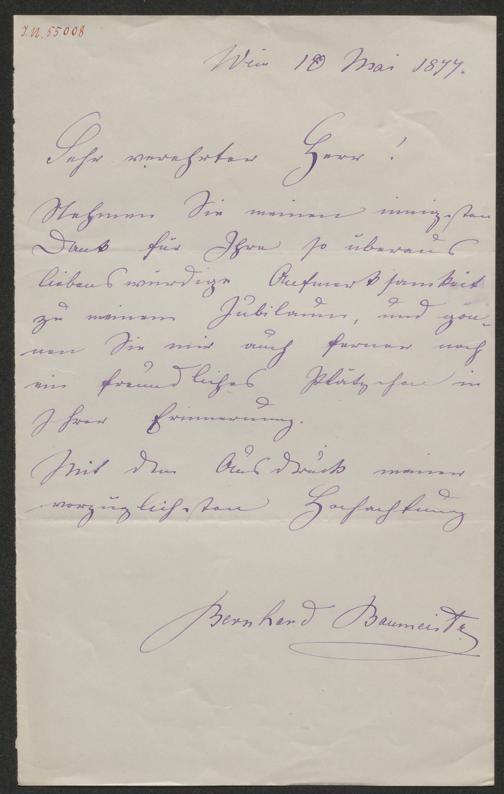 I.N. 55008
Wien 18 Mai 1877.
Sehr verehrter Herr!
Nehmen Sie meinen innigsten
Dank für Ihre so überaus
liebenswürdige Aufmerksamkeit
zu meinem Jubiläum, und gön-
nen Sie mir auch ferner noch
ein freundliches Plätzchen in
Ihrer Erinnerung.
Mit dem Ausdruck meiner
vorzüglichsten Hochachtung
Bernhard Baumeister